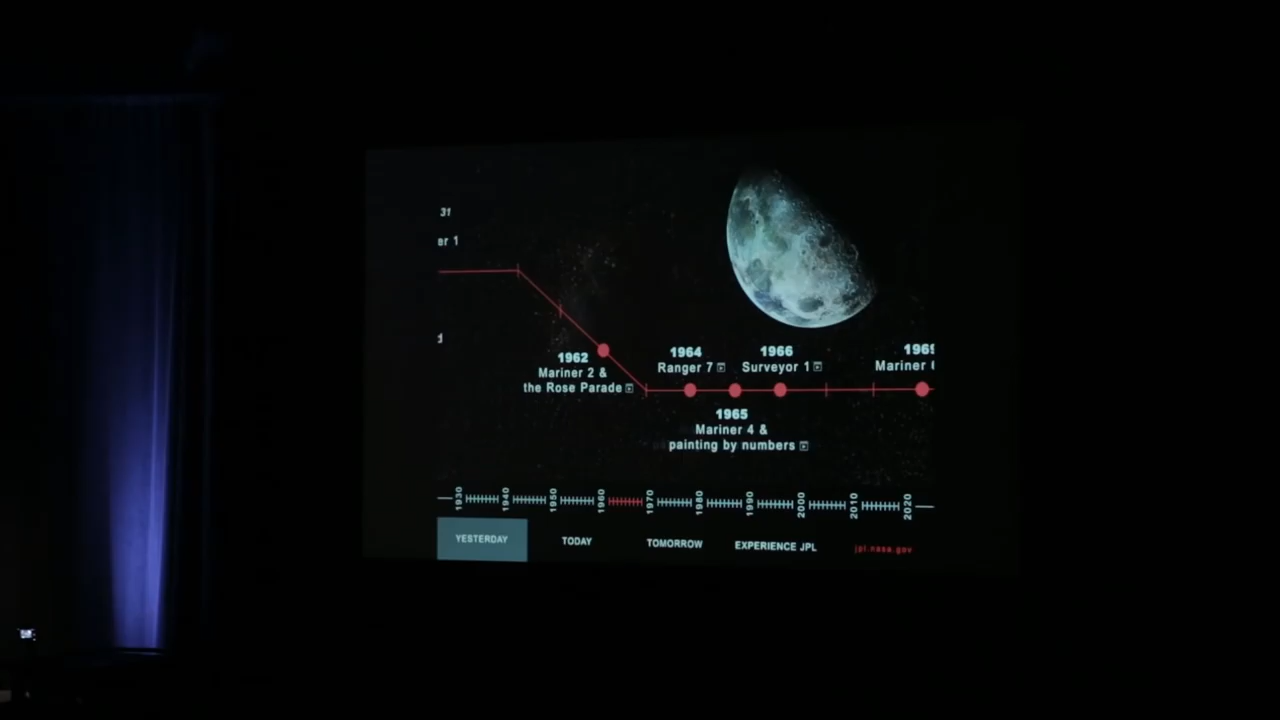 31
er 1
1962
Mariner 2 &
the Rose Parade
1964
Ranger 7
1966
Surveyor 1
1965
Mariner 4 &
painting by numbers
196
Mariner
1930 1940 1950 1960 1970 1980 1990 2000 2010 2020
YESTERDAY TODAY TOMORROW EXPERIENCE JPL jpl.nasa.gov